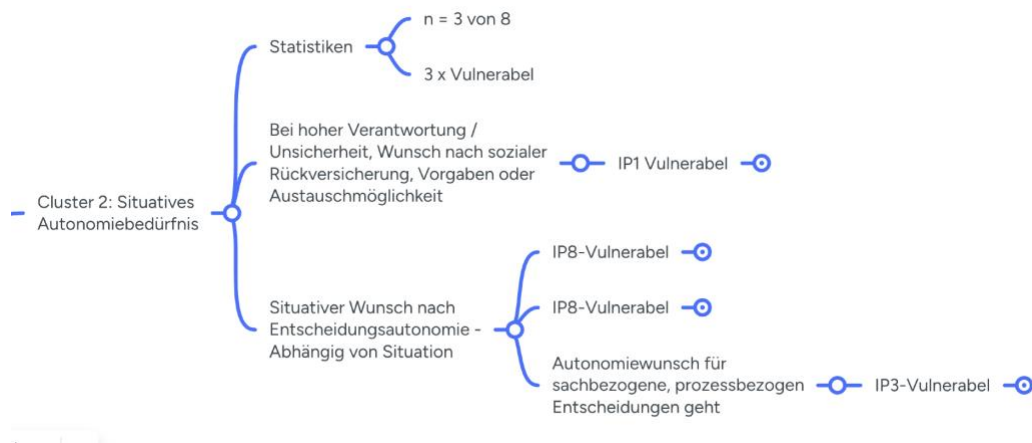 n = 3 von 8
Statistiken
3 x Vulnerabel
Bei hoher Verantwortung /
Unsicherheit, Wunsch nach sozialer
Rückversicherung, Vorgaben oder
Austauschmöglichkeit
IP1 Vulnerabel
Cluster 2: Situatives
Autonomiebedürfnis
IP8-Vulnerabel
IP8-Vulnerabel
Situativer Wunsch nach
Entscheidungsautonomie -
Abhängig von Situation
Autonomiewunsch für
sachbezogene, prozessbezogen
Entscheidungen geht
IP3-Vulnerabel